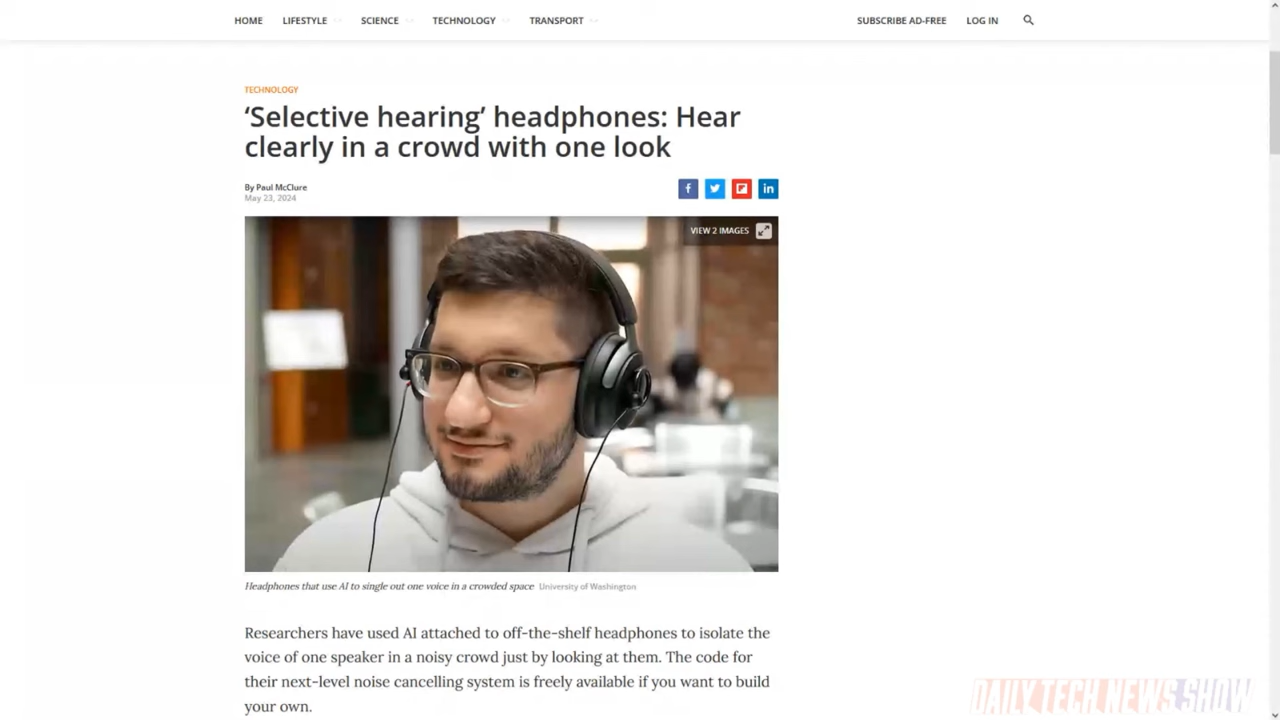 HOME LIFESTYLE SCIENCE TECHNOLOGY TRANSPORT SUBSCRIBE AD-FREE LOG IN
TECHNOLOGY
‘Selective hearing’ headphones: Hear
clearly in a crowd with one look
By Paul McClure
May 23, 2024
VIEW 2 IMAGES
Headphones that use AI to single out one voice in a crowded space University of Washington
Researchers have used AI attached to off-the-shelf headphones to isolate the
voice of one speaker in a noisy crowd just by looking at them. The code for
their next-level noise cancelling system is freely available if you want to build
your own.
DAILY TECH NEWS SHOW